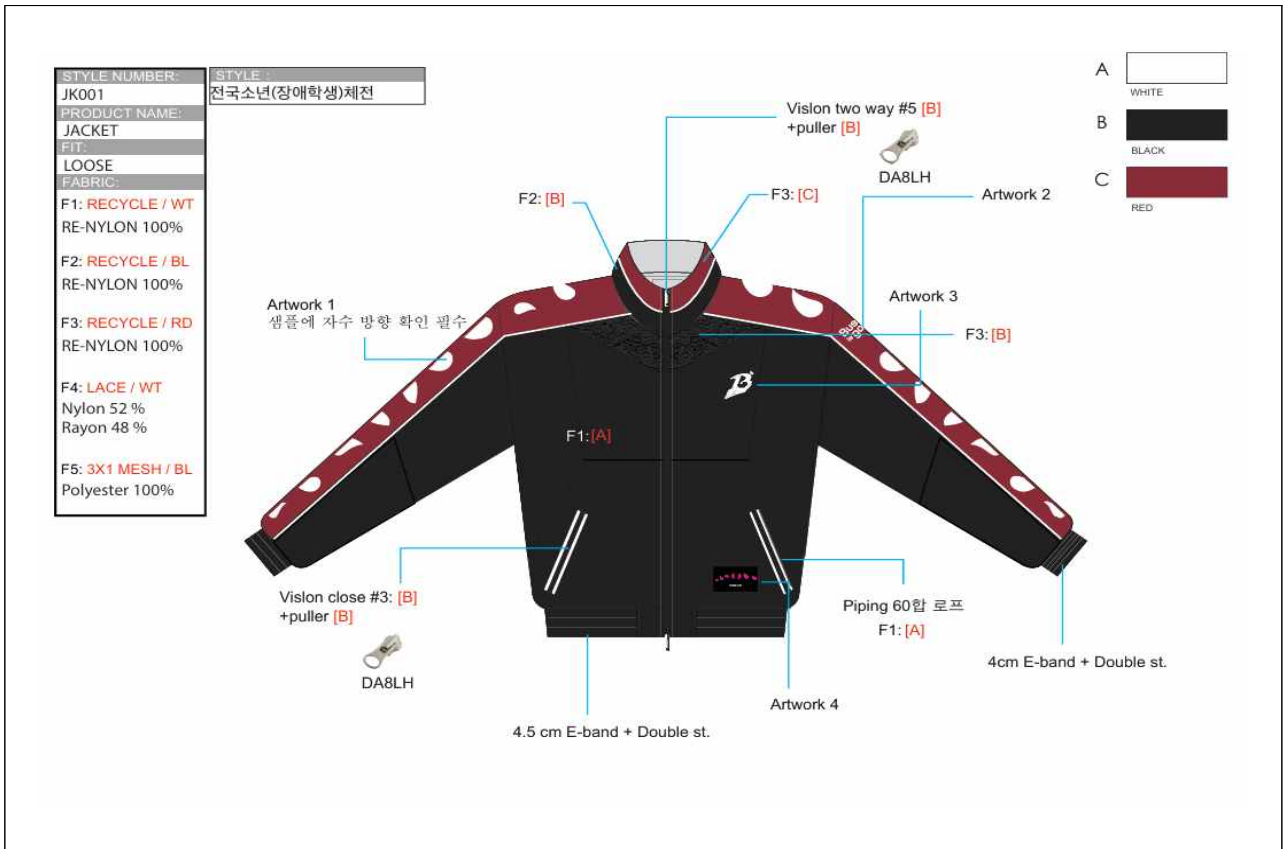 STYLE NUMBER:
JK001
PRODUCT NAME:
JACKET
FIT:
LOOSE
FABRIC:
F1: RECYCLE / WT
RE-NYLON 100%
F2: RECYCLE / BL
RE-NYLON 100%
F3: RECYCLE / RD
RE-NYLON 100%
F4: LACE / WT
Nylon 52 %
Rayon 48 %
F5: 3X1 MESH / BL
Polyester 100%
STYLE :
전국소년(장애학생)체전
A
WHITE
B
BLACK
C
RED
Vislon two way #5 [B]
+puller [B]
DA8LH
F2: [B]
F3: [C]
Artwork 2
Artwork 1
샘플에 자수 방향 확인 필수
Artwork 3
F3: [B]
F1:[A]
Vislon close #3: [B]
+puller [B]
DA8LH
Piping 60합 로프
F1: [A]
4cm E-band + Double st.
Artwork 4
4.5 cm E-band + Double st.